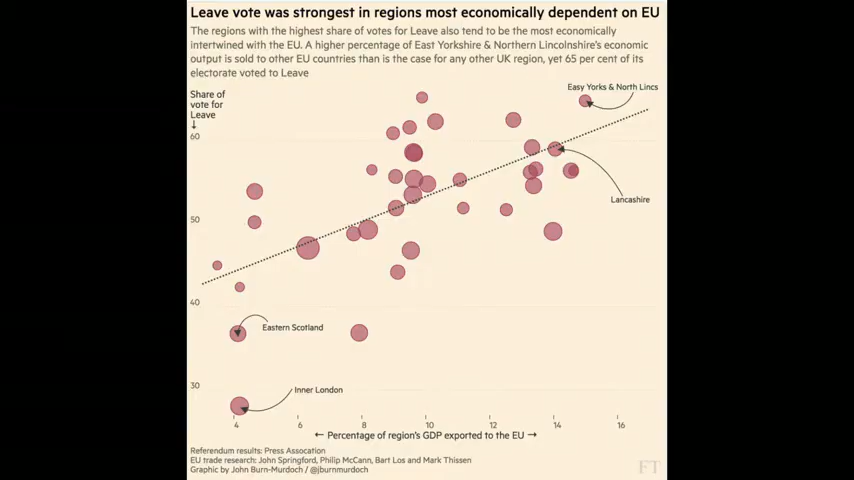 Leave vote was strongest in regions most economically dependent on EU
The regions with the highest share of votes for Leave also tend to be the most economically
intertwined with the EU. A higher percentage of East Yorkshire & Northern Lincolnshire's economic
output is sold to other EU countries than is the case for any other UK region, yet 65 per cent of its
electorate voted to Leave
Share of
vote for
Leave
↓
Easy Yorks & North Lincs
60
Lancashire
50
40
Eastern Scotland
30
Inner London
4 6 8 10 12 14 16
← Percentage of region's GDP exported to the EU →
Referendum results: Press Assocation
EU trade research: John Springford, Philip McCann, Bart Los and Mark Thissen
Graphic by John Burn-Murdoch / @jburnmurdoch
FT